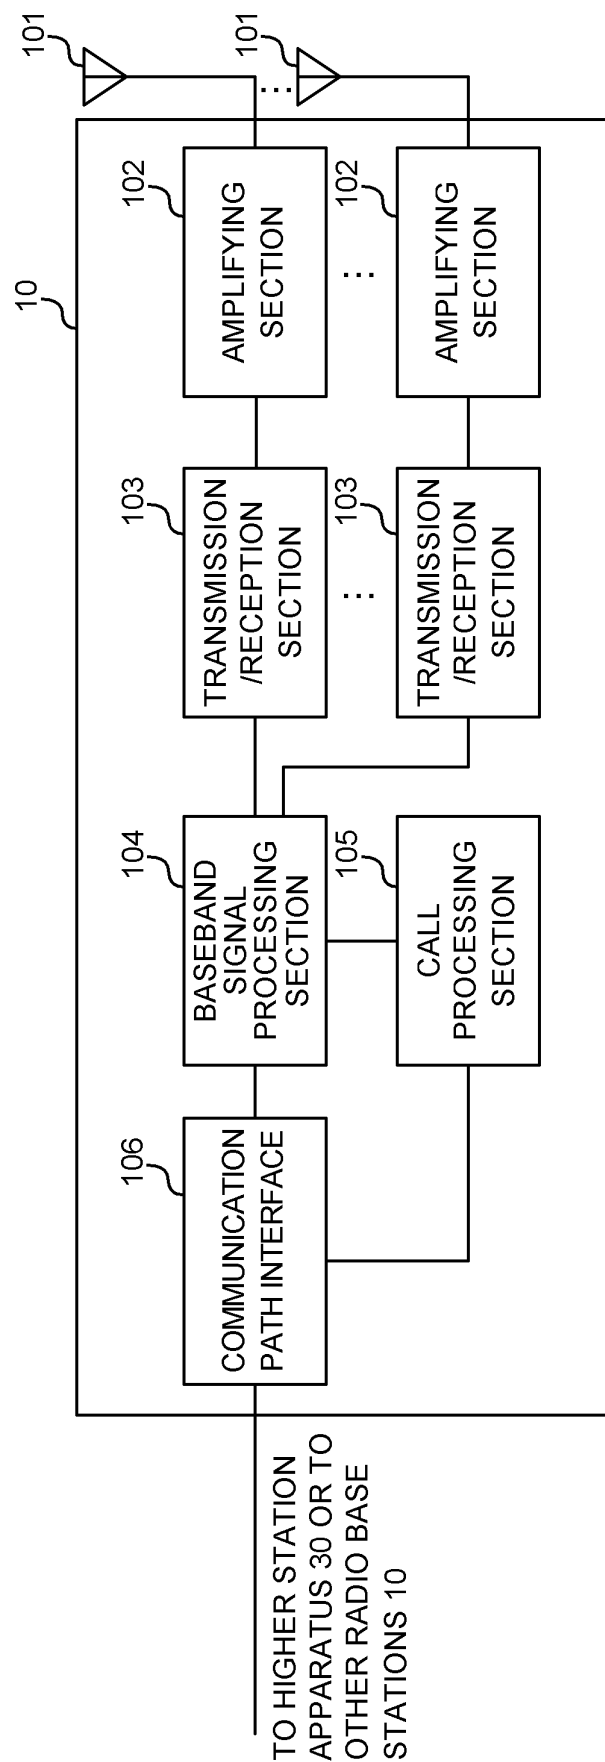 10
101
...
101
102
AMPLIFYING
SECTION
...
102
AMPLIFYING
SECTION
103
TRANSMISSION
/RECEPTION
SECTION
...
103
TRANSMISSION
/RECEPTION
SECTION
104
BASEBAND
SIGNAL
PROCESSING
SECTION
105
CALL
PROCESSING
SECTION
106
COMMUNICATION
PATH INTERFACE
TO HIGHER STATION
APPARATUS 30 OR TO
OTHER RADIO BASE
STATIONS 10